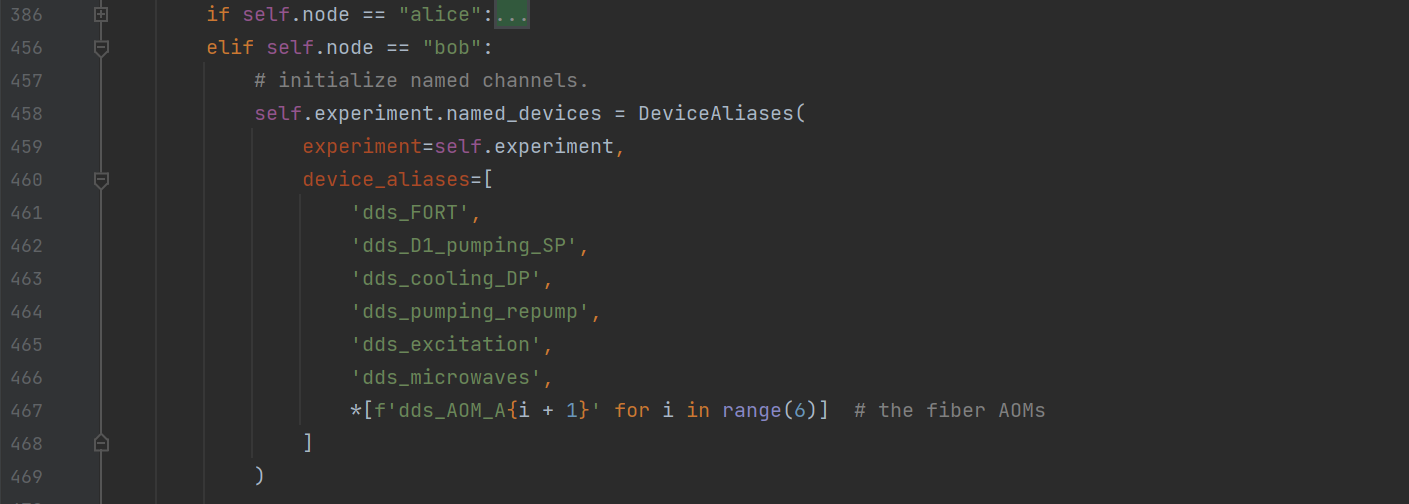 386 if self.node == "alice":...
456 elif self.node == "bob":
457 # initialize named channels.
458 self.experiment.named_devices = DeviceAliases(
459 experiment=self.experiment,
460 device_aliases=[
461 'dds_FORT',
462 'dds_D1_pumping_SP',
463 'dds_cooling_DP',
464 'dds_pumping_repump',
465 'dds_excitation',
466 'dds_microwaves',
467 *[f'dds_AOM_A{i + 1}' for i in range(6)]  # the fiber AOMs
468 ]
469 )